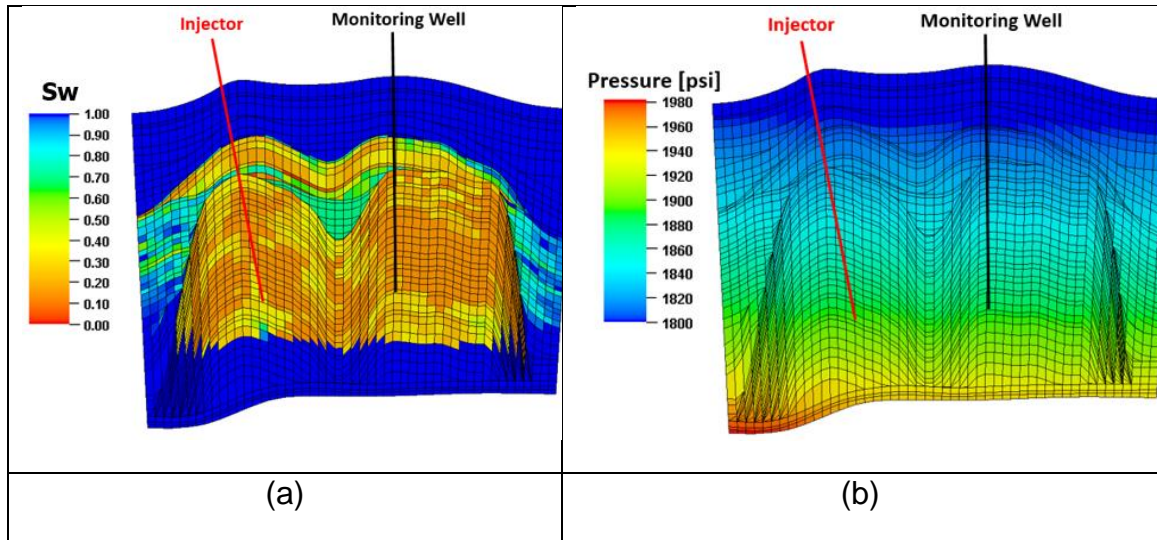 Injector
Monitoring Well
Sw
1.00
0.90
0.80
0.70
0.60
0.50
0.40
0.30
0.20
0.10
0.00
(a)
Injector
Monitoring Well
Pressure [psi]
1980
1960
1940
1920
1900
1880
1860
1840
1820
1800
(b)